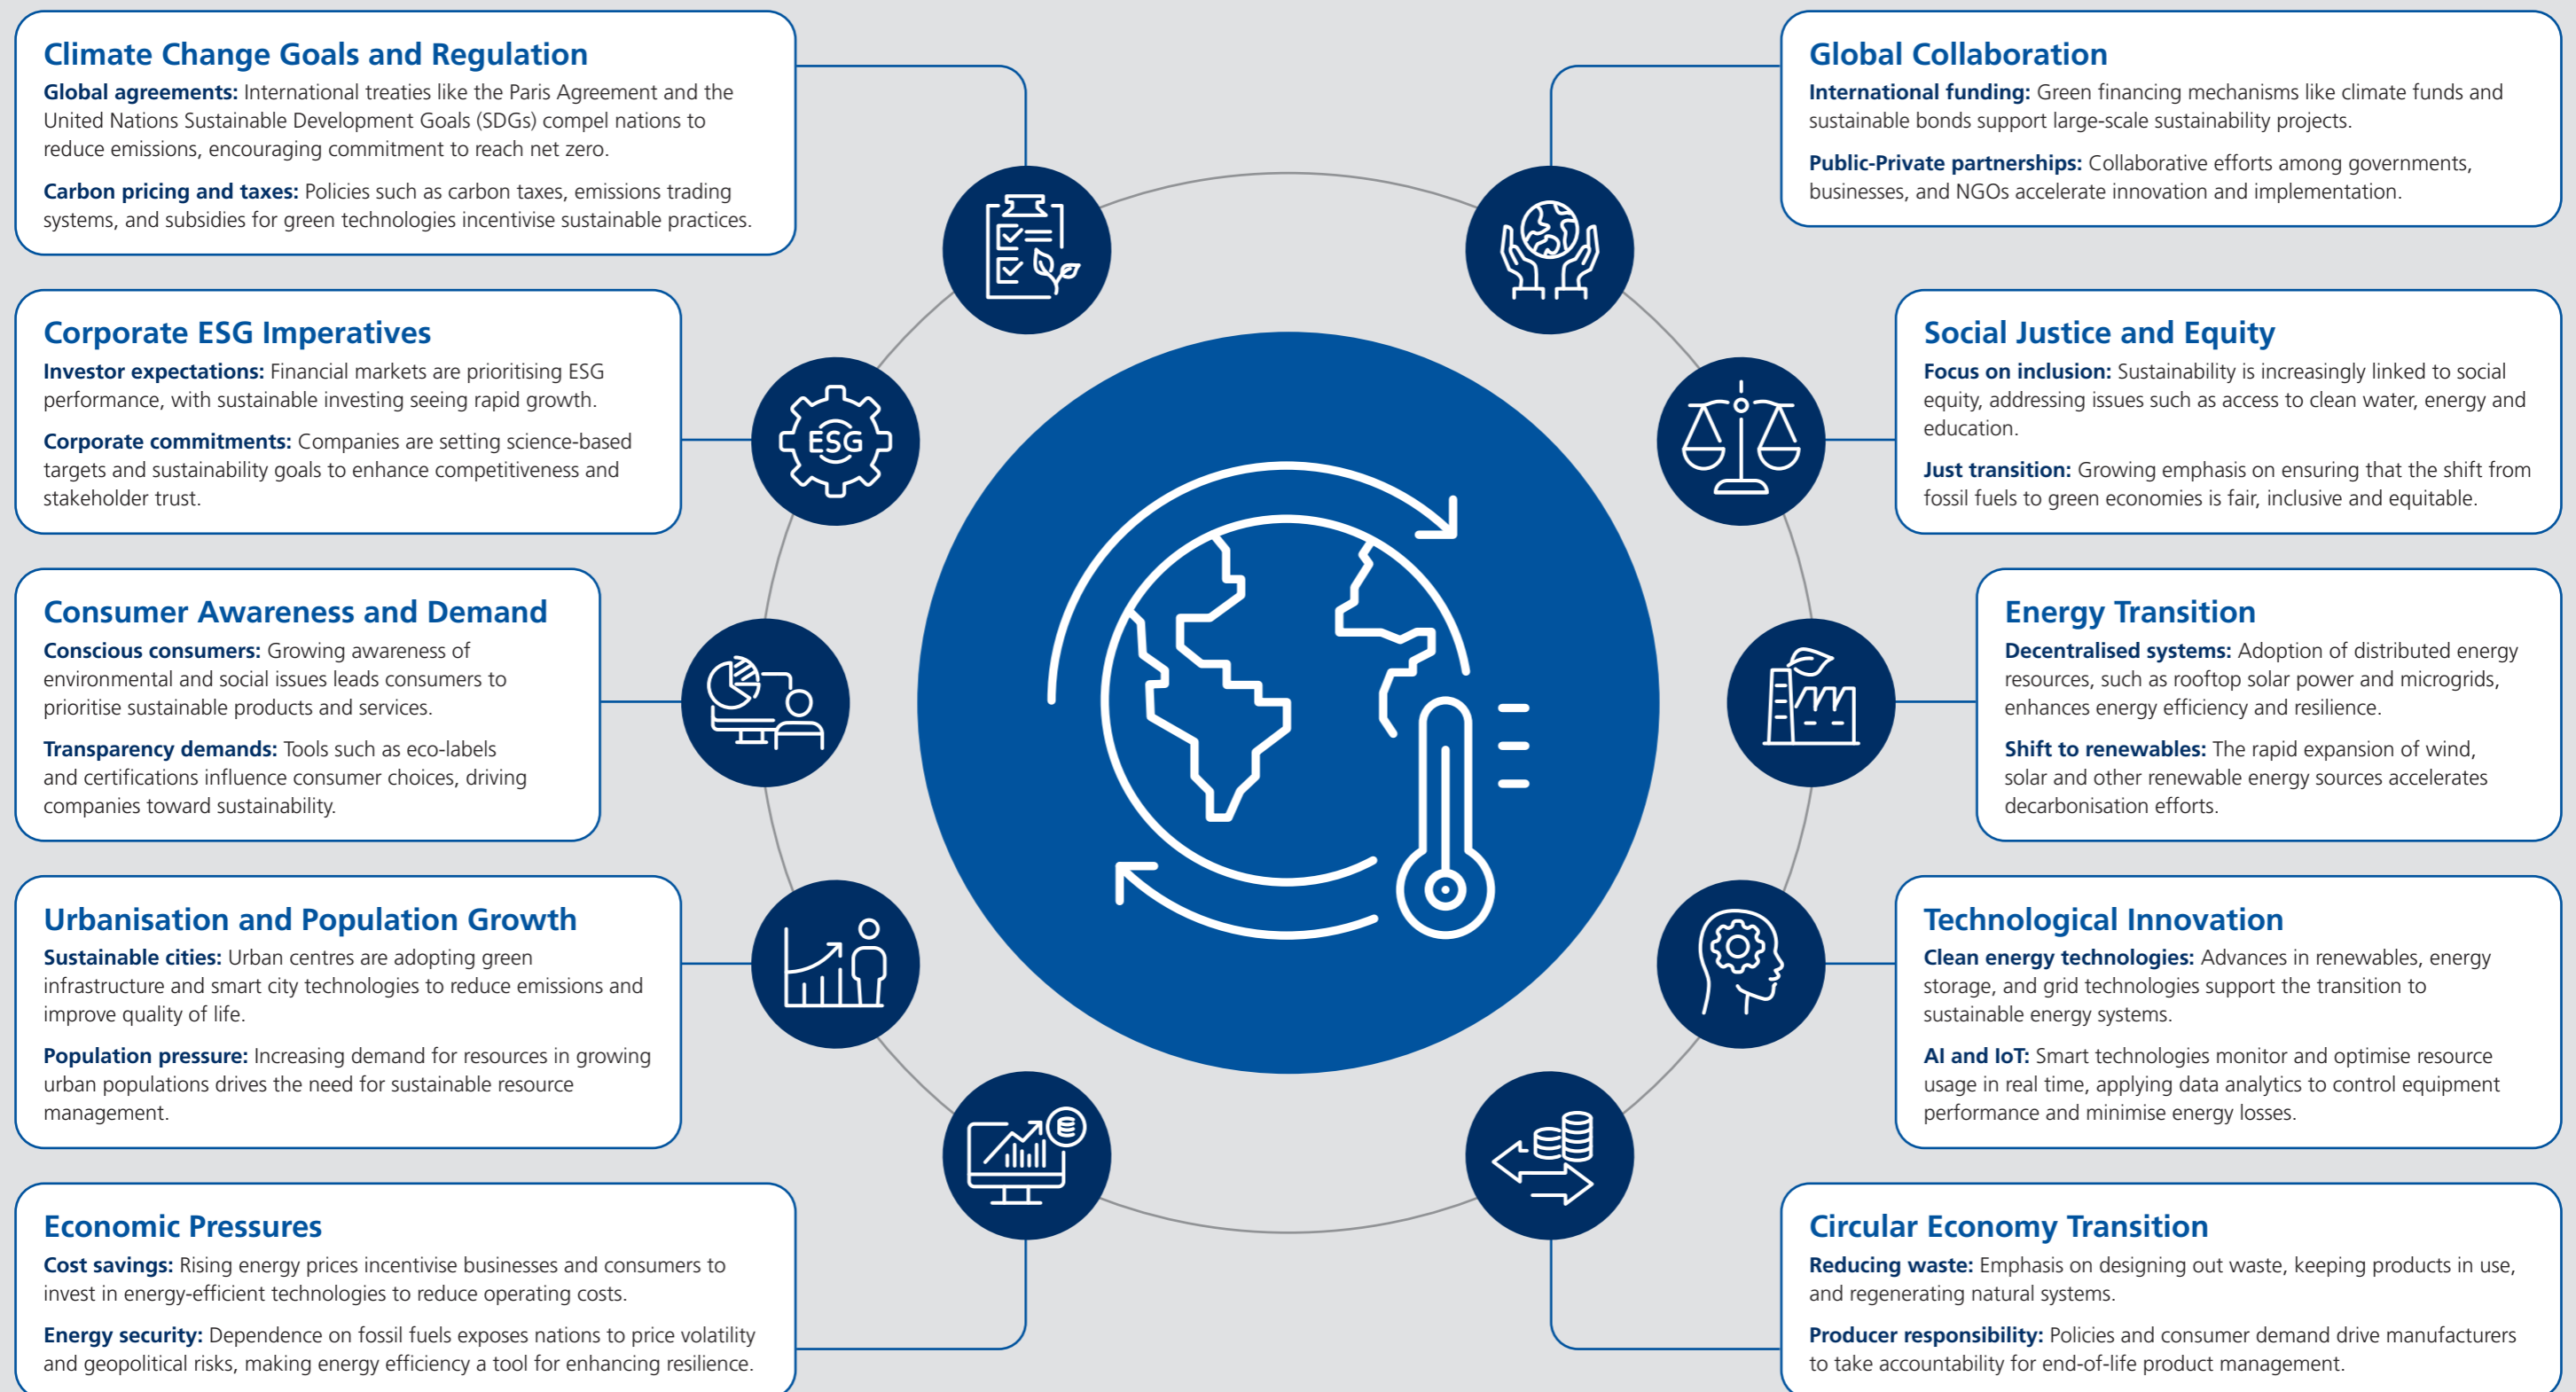 Climate Change Goals and Regulation
Global agreements: International treaties like the Paris Agreement and the
United Nations Sustainable Development Goals (SDGs) compel nations to
reduce emissions, encouraging commitment to reach net zero.
Carbon pricing and taxes: Policies such as carbon taxes, emissions trading
systems, and subsidies for green technologies incentivise sustainable practices.
Corporate ESG Imperatives
Investor expectations: Financial markets are prioritising ESG
performance, with sustainable investing seeing rapid growth.
Corporate commitments: Companies are setting science-based
targets and sustainability goals to enhance competitiveness and
stakeholder trust.
Consumer Awareness and Demand
Conscious consumers: Growing awareness of
environmental and social issues leads consumers to
prioritise sustainable products and services.
Transparency demands: Tools such as eco-labels
and certifications influence consumer choices, driving
companies toward sustainability.
Urbanisation and Population Growth
Sustainable cities: Urban centres are adopting green
infrastructure and smart city technologies to reduce emissions and
improve quality of life.
Population pressure: Increasing demand for resources in growing
urban populations drives the need for sustainable resource
management.
Economic Pressures
Cost savings: Rising energy prices incentivise businesses and consumers to
invest in energy-efficient technologies to reduce operating costs.
Energy security: Dependence on fossil fuels exposes nations to price volatility
and geopolitical risks, making energy efficiency a tool for enhancing resilience.
ESG
Global Collaboration
International funding: Green financing mechanisms like climate funds and
sustainable bonds support large-scale sustainability projects.
Public-Private partnerships: Collaborative efforts among governments,
businesses, and NGOs accelerate innovation and implementation.
Social Justice and Equity
Focus on inclusion: Sustainability is increasingly linked to social
equity, addressing issues such as access to clean water, energy and
education.
Just transition: Growing emphasis on ensuring that the shift from
fossil fuels to green economies is fair, inclusive and equitable.
Energy Transition
Decentralised systems: Adoption of distributed energy
resources, such as rooftop solar power and microgrids,
enhances energy efficiency and resilience.
Shift to renewables: The rapid expansion of wind,
solar and other renewable energy sources accelerates
decarbonisation efforts.
Technological Innovation
Clean energy technologies: Advances in renewables, energy
storage, and grid technologies support the transition to
sustainable energy systems.
AI and IoT: Smart technologies monitor and optimise resource
usage in real time, applying data analytics to control equipment
performance and minimise energy losses.
Circular Economy Transition
Reducing waste: Emphasis on designing out waste, keeping products in use,
and regenerating natural systems.
Producer responsibility: Policies and consumer demand drive manufacturers
to take accountability for end-of-life product management.